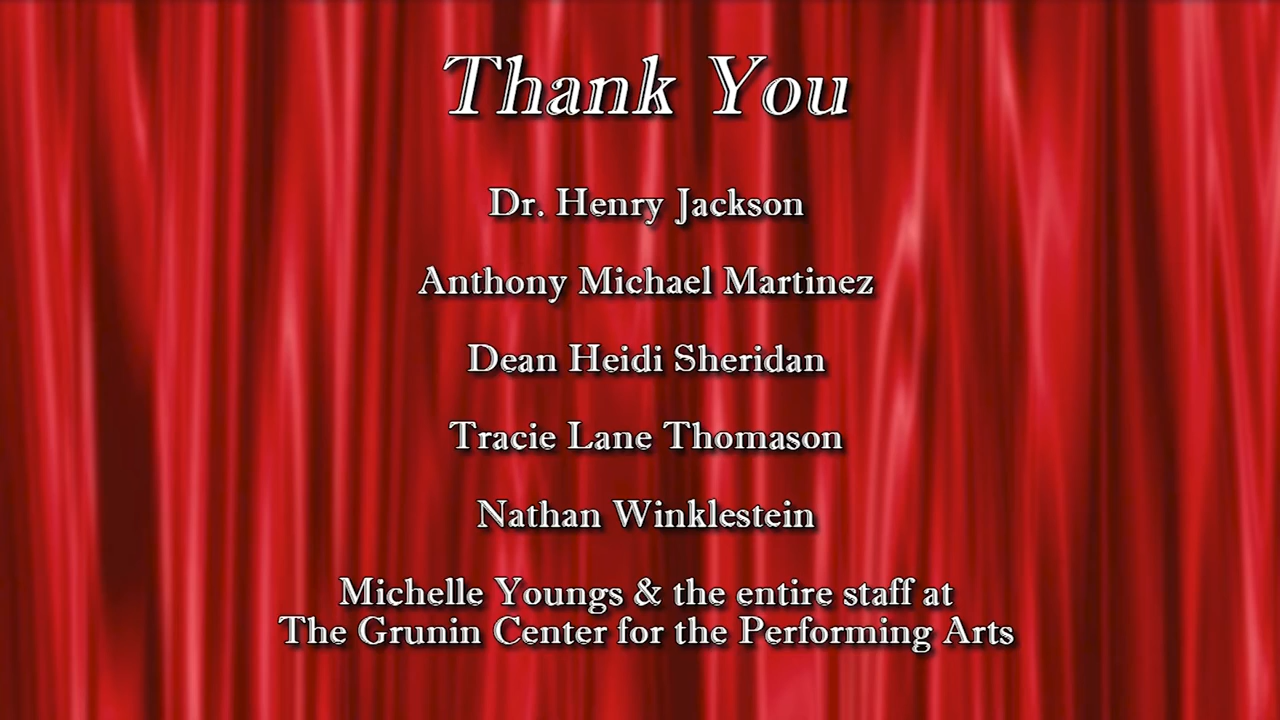 Thank You
Dr. Henry Jackson
Anthony Michael Martinez
Dean Heidi Sheridan
Tracie Lane Thomason
Nathan Winklestein
Michelle Youngs & the entire staff at
The Grunin Center for the Performing Arts